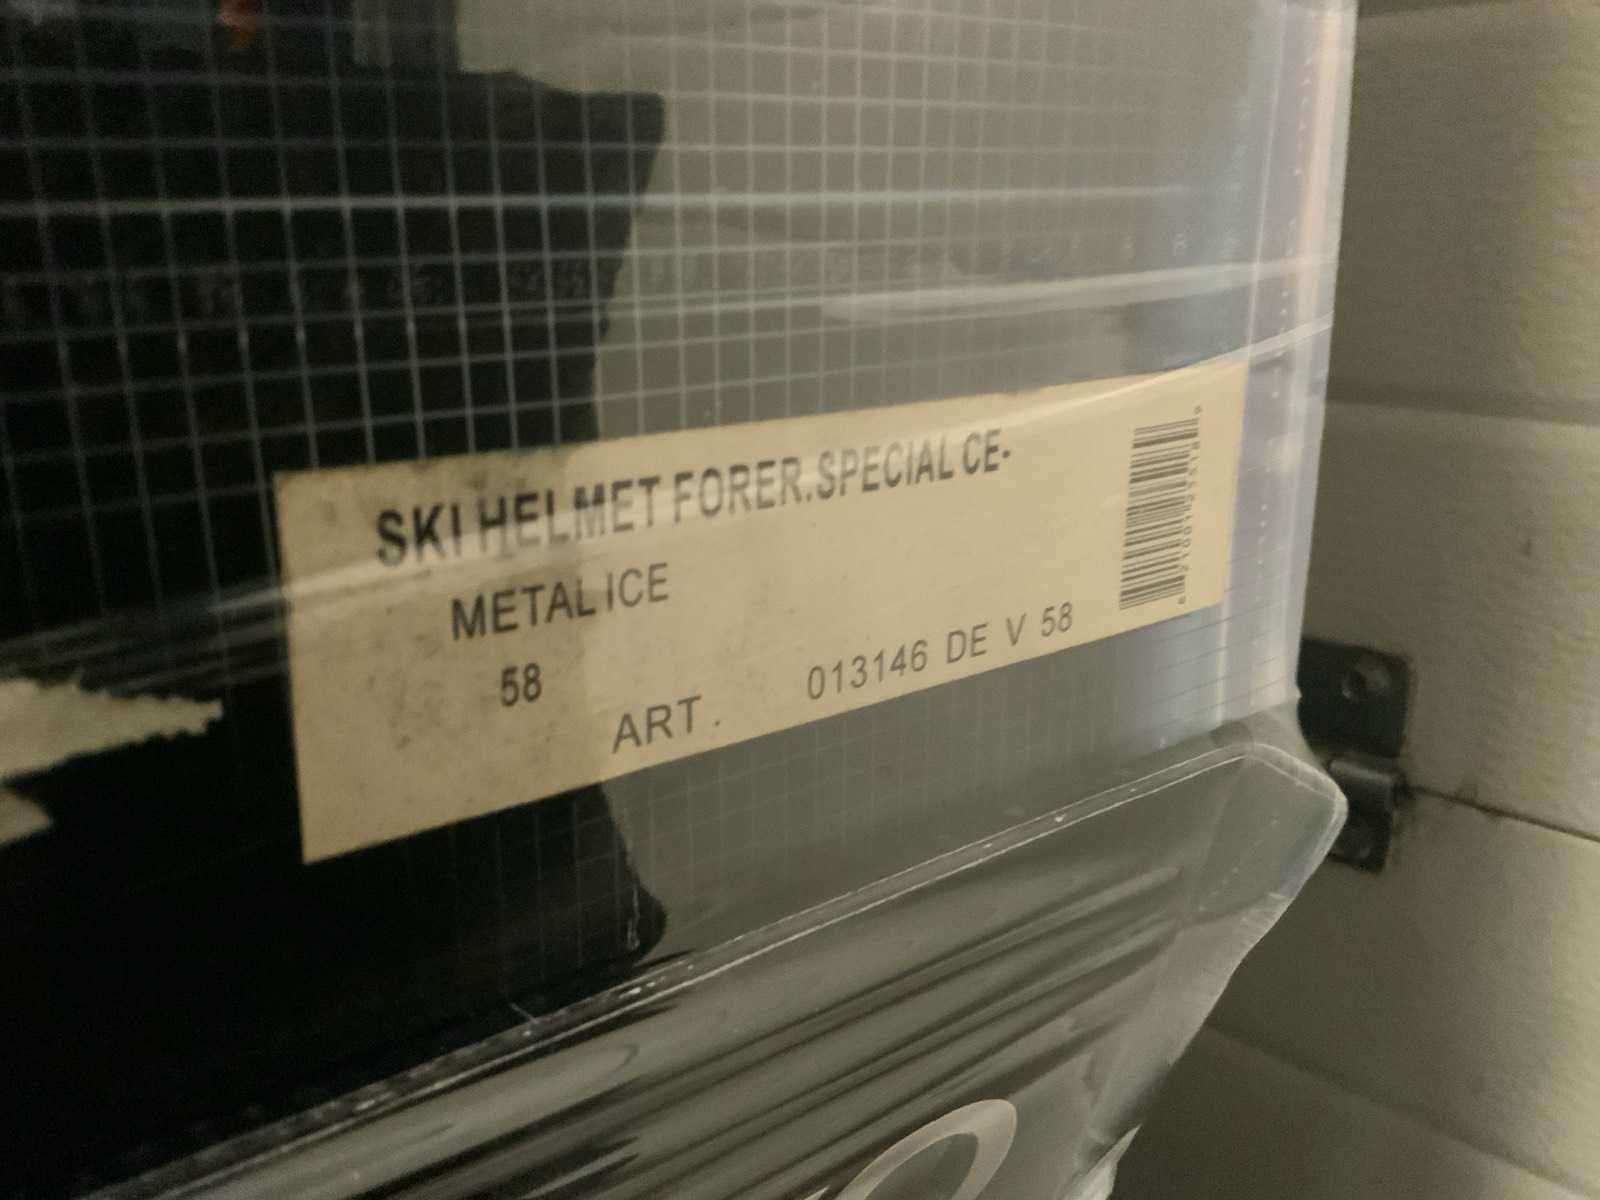 SKI HELMET FORER.SPECIAL CE-
METAL ICE
58
ART. 013146 DE V 58